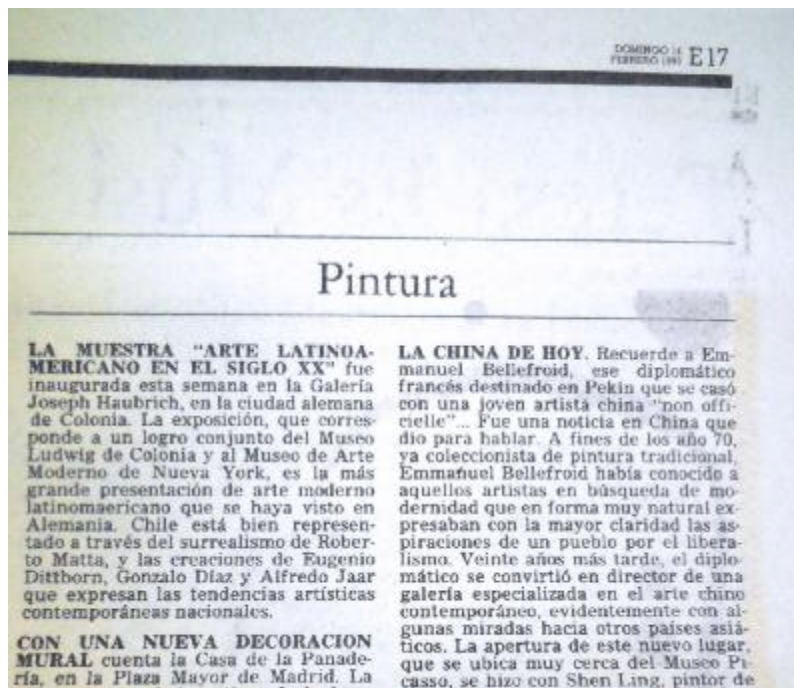 DOMINGO 14
FEBRERO 1993 E 17
Pintura
LA MUESTRA "ARTE LATINOA-
MERICANO EN EL SIGLO XX" fue
inaugurada esta semana en la Galería
Joseph Haubrich, en la ciudad alemana
de Colonia. La exposición, que corres-
ponde a un logro conjunto del Museo
Ludwig de Colonia y al Museo de Arte
Moderno de Nueva York, es la más
grande presentación de arte moderno
latinomaericano que se haya visto en
Alemania. Chile está bien represen-
tado a través del surrealismo de Rober-
to Matta, y las creaciones de Eugenio
Dittborn, Gonzalo Díaz y Alfredo Jaar
que expresan las tendencias artísticas
contemporáneas nacionales.
CON UNA NUEVA DECORACION
MURAL cuenta la Casa de la Panade-
ría, en la Plaza Mayor de Madrid. La
LA CHINA DE HOY. Recuerde a Em-
manuel Bellefroid, ese diplomático
francés destinado en Pekin que se casó
con una joven artista china "non offi-
cielle"... Fue una noticia en China que
dio para hablar. A fines de los año 70,
ya coleccionista de pintura tradicional,
Emmanuel Bellefroid había conocido a
aquellos artistas en búsqueda de mo-
dernidad que en forma muy natural ex-
presaban con la mayor claridad las as-
piraciones de un pueblo por el libera-
lismo. Veinte años más tarde, el diplo-
mático se convirtió en director de una
galería especializada en el arte chino
contemporáneo, evidentemente con al-
gunas miradas hacia otros países asiá-
ticos. La apertura de este nuevo lugar,
que se ubica muy cerca del Museo Pi-
casso, se hizo con Shen Ling, pintor de